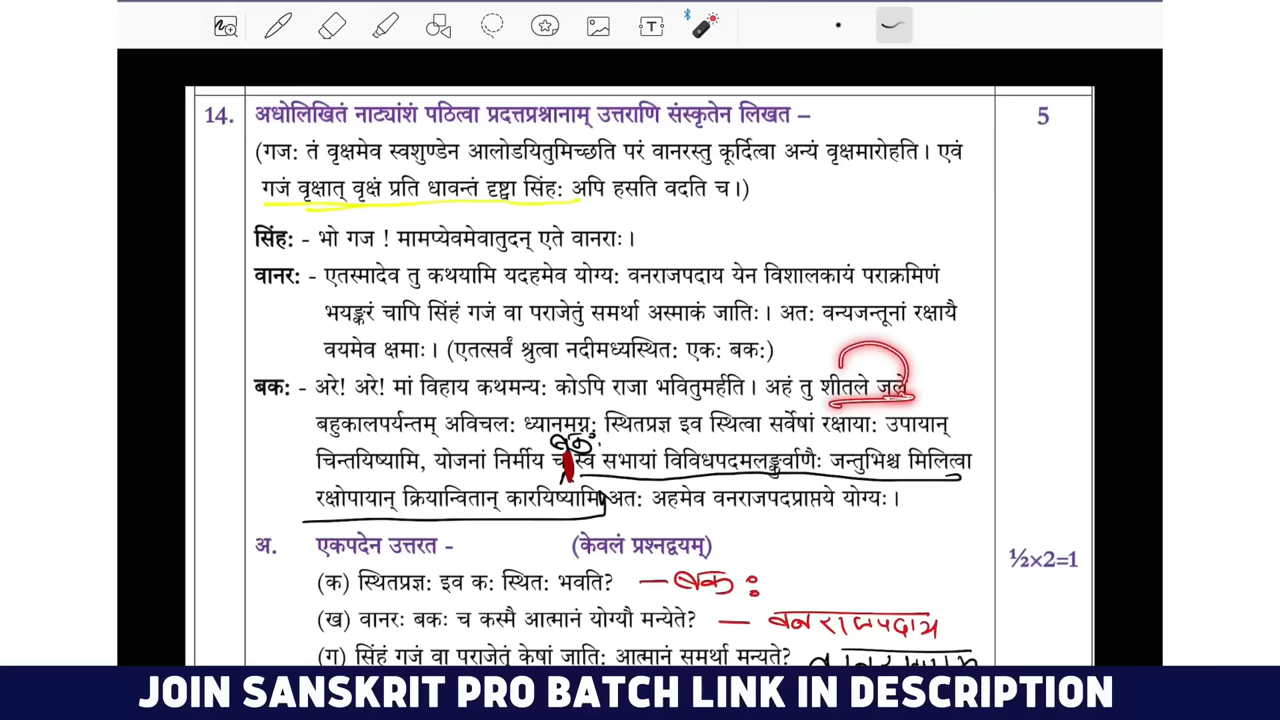 14. अधोलिखितं नाट्यांशं पठित्वा प्रदत्तप्रश्नानाम् उत्तराणि संस्कृतेन लिखत – 5
(गज: तं वृक्षमेव स्वशुण्डेन आलोडयितुमिच्छति परं वानरस्तु कूर्दित्वा अन्यं वृक्षमारोहति। एवं
गजं वृक्षात् वृक्षं प्रति धावन्तं दृष्ट्वा सिंह: अपि हसति वदति च।)
सिंह: - भो गज ! मामप्येवमेवातुदन् एते वानराः।
वानर: - एतस्मादेव तु कथयामि यदहमेव योग्य: वनराजपदाय येन विशालकायं पराक्रमिणं
भयङ्करं चापि सिंहं गजं वा पराजेतुं समर्था अस्माकं जातिः। अत: वन्यजन्तूनां रक्षायै
वयमेव क्षमाः। (एतत्सर्वं श्रुत्वा नदीमध्यस्थित: एक: बक:)
बक: - अरे! अरे! मां विहाय कथमन्य: कोऽपि राजा भवितुमर्हति। अहं तु शीतले जले
बहुकालपर्यन्तम् अविचल: ध्यानमग्न: स्थितप्रज्ञ इव स्थित्वा सर्वेषां रक्षाया: उपायान्
बक:
चिन्तयिष्यामि, योजनां निर्मीय च स्व सभायां विविधपदमलङ्कुर्वाणैः जन्तुभिश्च मिलित्वा
रक्षोपायान् क्रियान्वितान् कारयिष्यामि अत: अहमेव वनराजपदप्राप्तये योग्यः।
अ. एकपदेन उत्तरत - (केवलं प्रश्नद्वयम्) ½×2=1
(क) स्थितप्रज्ञ: इव क: स्थित: भवति? – बक:
(ख) वानरः बकः च कस्मै आत्मानं योग्यौ मन्येते? – वनराजपदाय
(ग) सिंहं गजं वा पराजेतुं केषां जाति: आत्मानं समर्था मन्यते?
JOIN SANSKRIT PRO BATCH LINK IN DESCRIPTION